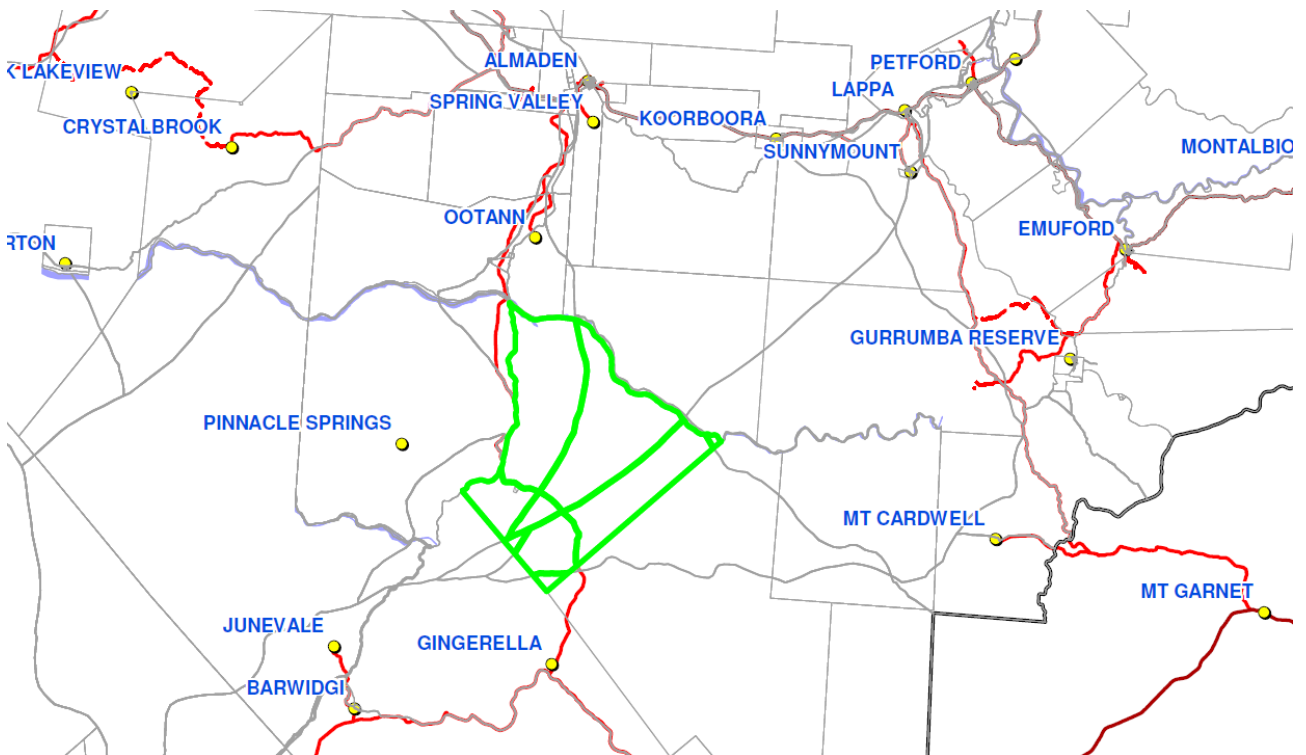 ALMADEN
PETFORD
K LAKEVIEW
SPRING VALLEY
LAPPA
KOORBOORA
CRYSTALBROOK
SUNNYMOUNT
MONTALBIO
OOTANN
EMUFORD
RTON
GURRUMBA RESERVE
PINNACLE SPRINGS
MT CARDWELL
MT GARNET
JUNEVALE
GINGERELLA
BARWIDGI